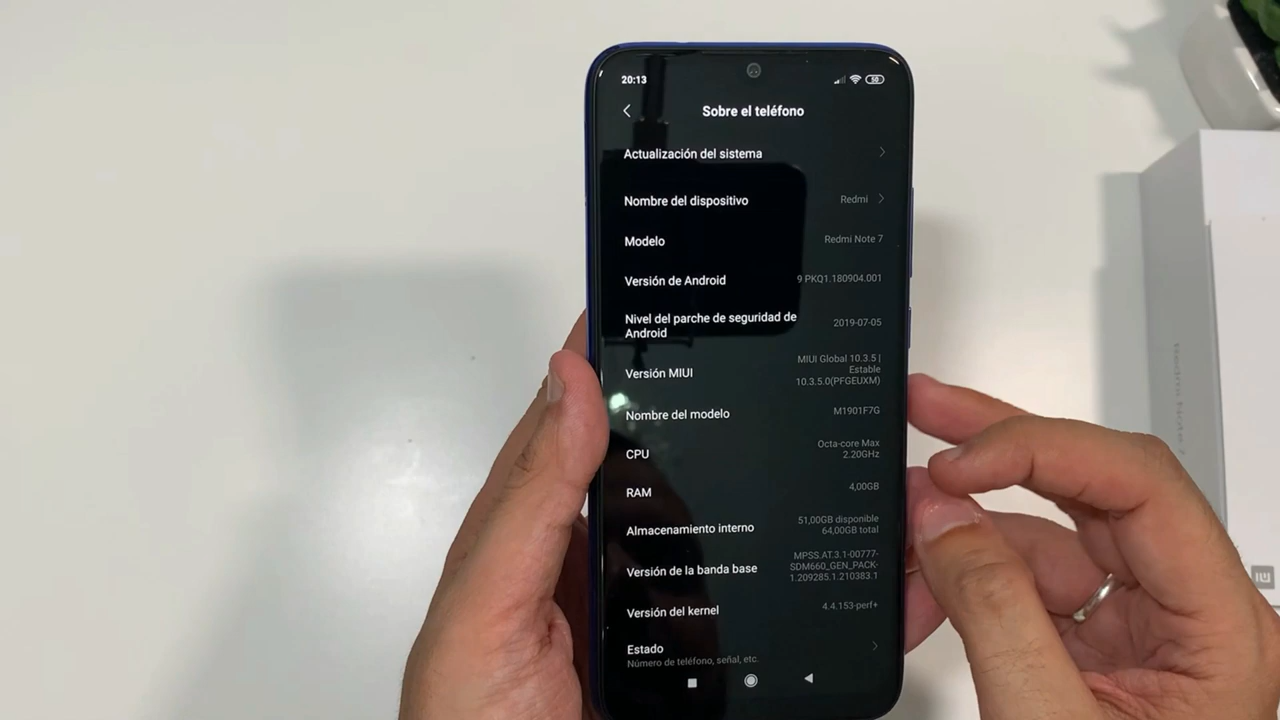 20:13
50
Sobre el teléfono
Actualización del sistema
Nombre del dispositivo
Redmi
Modelo
Redmi Note 7
Versión de Android
9 PKQ1.180904.001
Nivel del parche de seguridad de
Android
2019-07-05
Versión MIUI
MIUI Global 10.3.5 |
Estable
10.3.5.0(PFGEUXM)
Nombre del modelo
M1901F7G
CPU
Octa-core Max
2.20GHz
RAM
4,00GB
Almacenamiento interno
51,00GB disponible
64,00GB total
Versión de la banda base
MPSS.AT.3.1-00777-
SDM660_GEN_PACK-
1.209285.1.210383.1
Versión del kernel
4.4.153-perf+
Estado
Número de teléfono, señal, etc.
Redmi Note 7